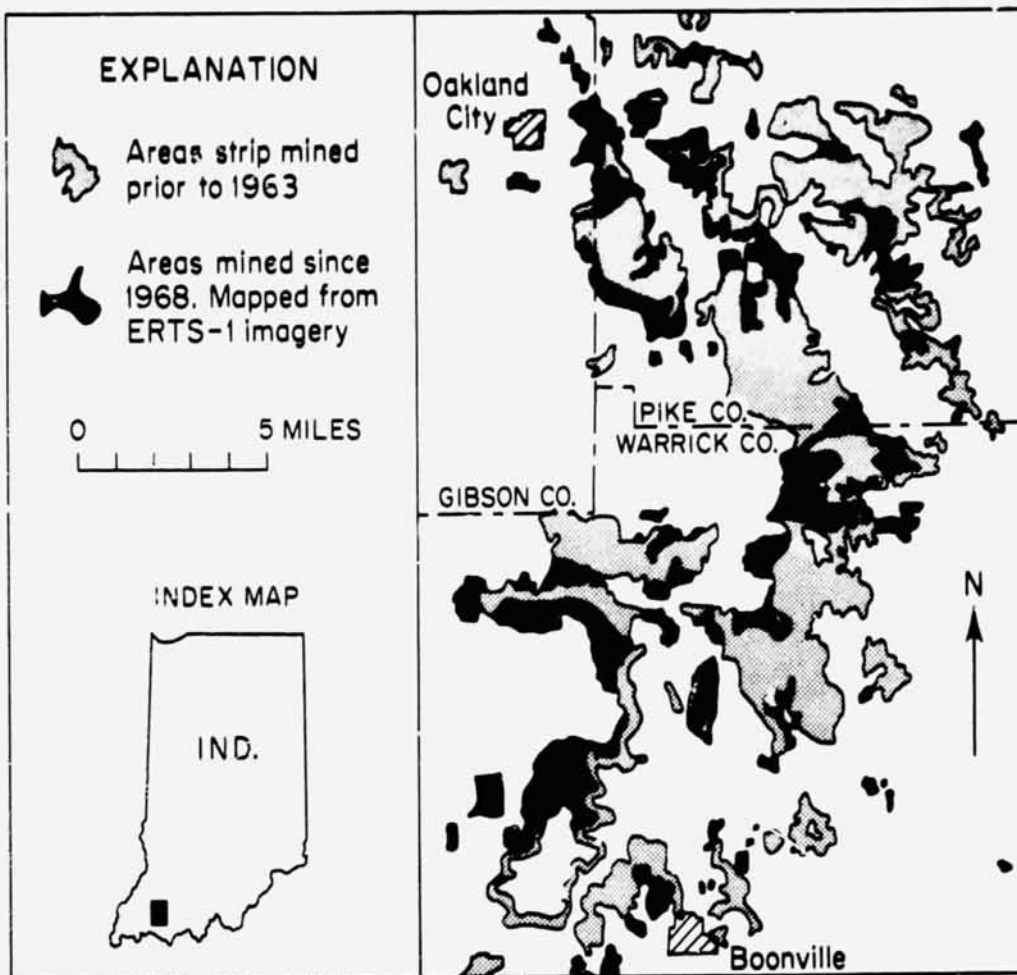 EXPLANATION
Areas strip mined
prior to 1963
Areas mined since
1968. Mapped from
ERTS-1 imagery
0 5 MILES
INDEX MAP
IND.
Oakland
City
PIKE CO.
WARRICK CO.
GIBSON CO.
N
Boonville